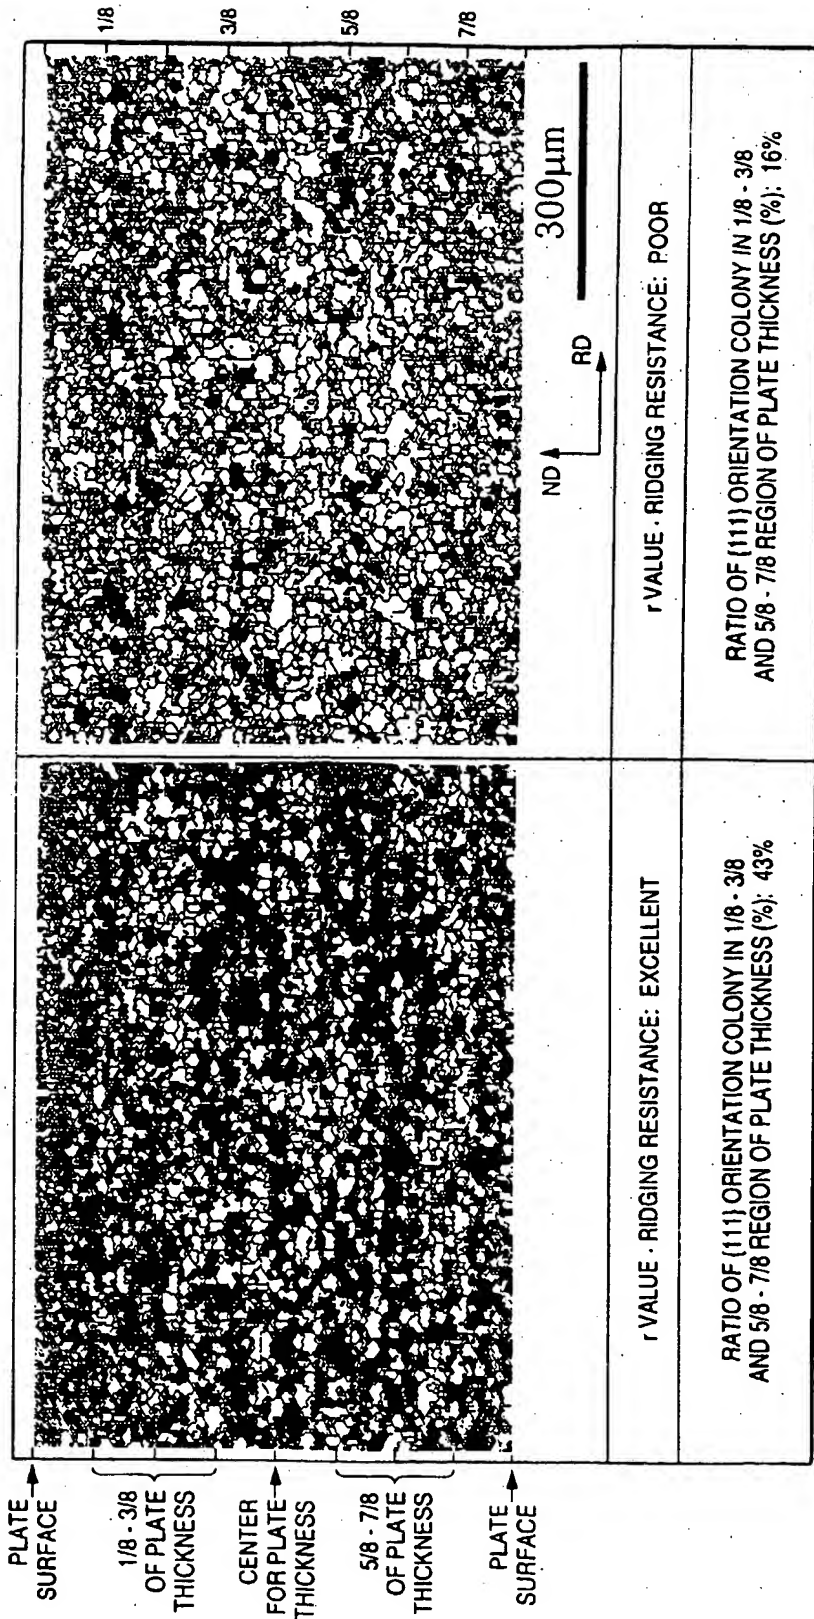 PLATE
SURFACE
1/8 - 3/8
OF PLATE
THICKNESS
CENTER
FOR PLATE
THICKNESS
5/8 - 7/8
OF PLATE
THICKNESS
PLATE
SURFACE
1/8
3/8
5/8
7/8
ND
RD
300μm
r VALUE · RIDGING RESISTANCE: EXCELLENT
r VALUE · RIDGING RESISTANCE: POOR
RATIO OF {111} ORIENTATION COLONY IN 1/8 - 3/8
AND 5/8 - 7/8 REGION OF PLATE THICKNESS (%): 43%
RATIO OF {111} ORIENTATION COLONY IN 1/8 - 3/8
AND 5/8 - 7/8 REGION OF PLATE THICKNESS (%): 16%